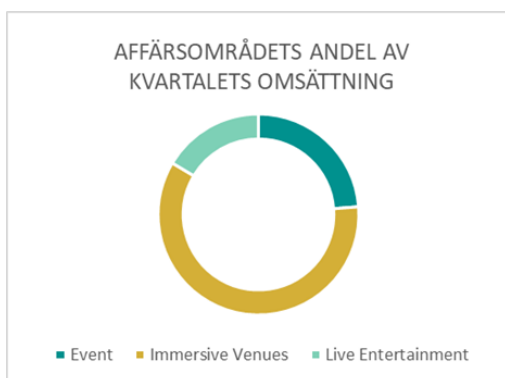 AFFÄRSOMRÅDETS ANDEL AV
KVARTALETS OMSÄTTNING
Event Immersive Venues Live Entertainment